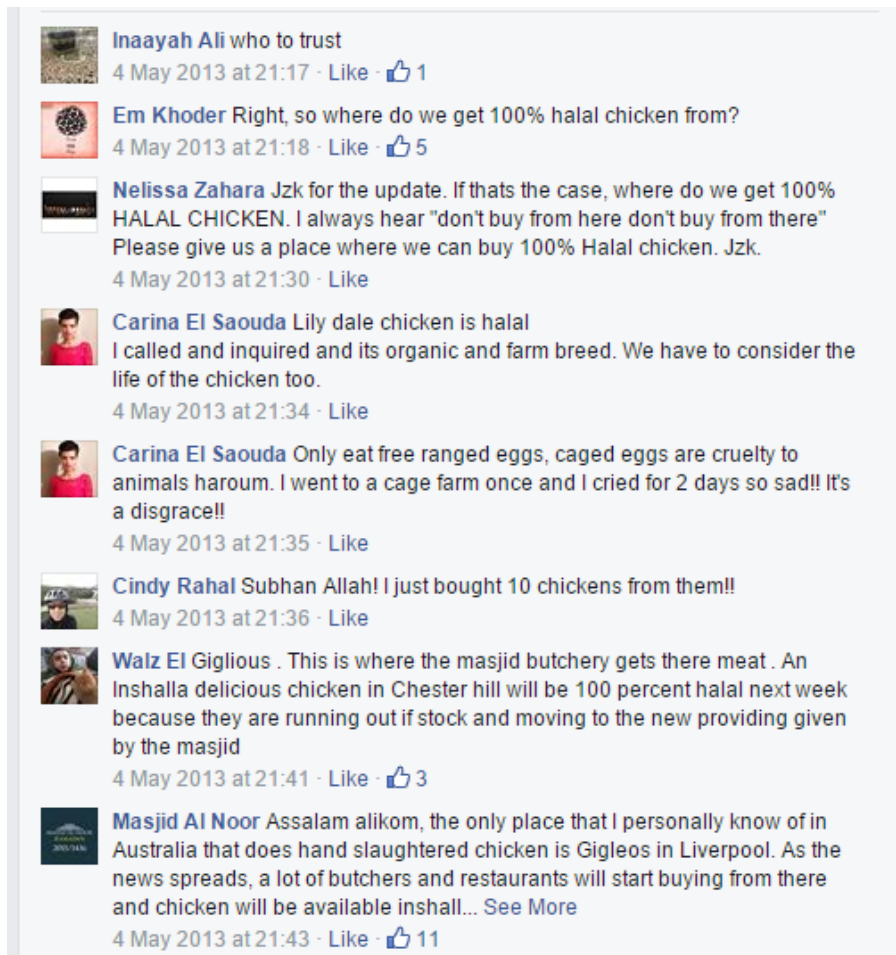 Inaayah Ali who to trust
4 May 2013 at 21:17 · Like · 1
Em Khoder Right, so where do we get 100% halal chicken from?
4 May 2013 at 21:18 · Like · 5
Nelissa Zahara Jzk for the update. If thats the case, where do we get 100%
HALAL CHICKEN. I always hear "don't buy from here don't buy from there"
Please give us a place where we can buy 100% Halal chicken. Jzk.
4 May 2013 at 21:30 · Like
Carina El Saouda Lily dale chicken is halal
I called and inquired and its organic and farm breed. We have to consider the
life of the chicken too.
4 May 2013 at 21:34 · Like
Carina El Saouda Only eat free ranged eggs, caged eggs are cruelty to
animals haroum. I went to a cage farm once and I cried for 2 days so sad!! It's
a disgrace!!
4 May 2013 at 21:35 · Like
Cindy Rahal Subhan Allah! I just bought 10 chickens from them!!
4 May 2013 at 21:36 · Like
Walz El Giglious . This is where the masjid butchery gets there meat . An
Inshalla delicious chicken in Chester hill will be 100 percent halal next week
because they are running out if stock and moving to the new providing given
by the masjid
4 May 2013 at 21:41 · Like · 3
Masjid Al Noor Assalam alikom, the only place that I personally know of in
Australia that does hand slaughtered chicken is Gigleos in Liverpool. As the
news spreads, a lot of butchers and restaurants will start buying from there
and chicken will be available inshall... See More
4 May 2013 at 21:43 · Like · 11